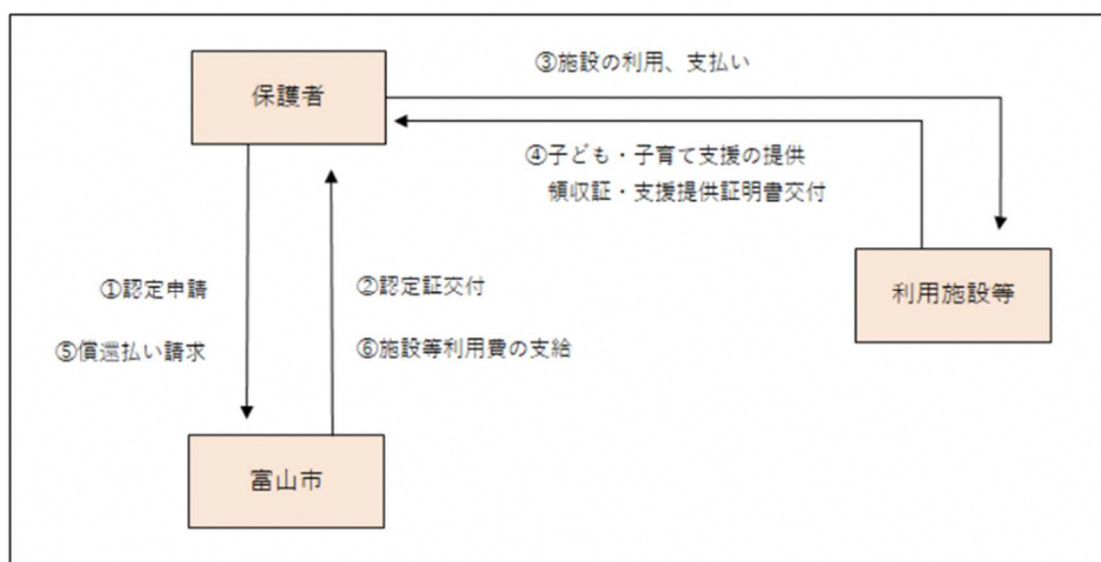 保護者
③施設の利用、支払い
④子ども・子育て支援の提供
領収証・支援提供証明書交付
利用施設等
①認定申請
②認定証交付
⑤償還払い請求
⑥施設等利用費の支給
富山市